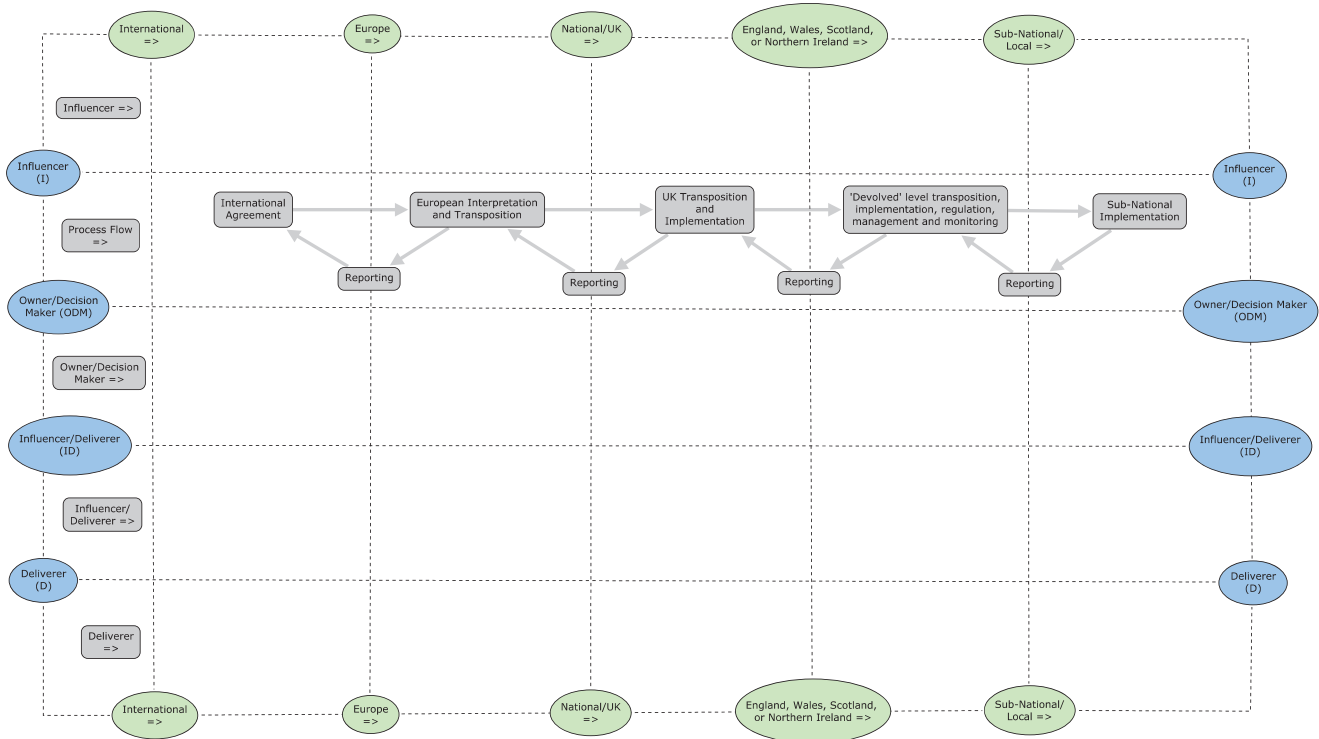 International
=>
Europe
=>
National/UK
=>
England, Wales, Scotland,
or Northern Ireland =>
Sub-National/
Local =>
Influencer =>
Influencer
(I)
Influencer
(I)
International
Agreement
European Interpretation
and Transposition
UK Transposition
and
Implementation
'Devolved' level transposition,
implementation, regulation,
management and monitoring
Sub-National
Implementation
Process Flow
=>
Reporting
Reporting
Reporting
Reporting
Owner/Decision
Maker (ODM)
Owner/Decision Maker
(ODM)
Owner/Decision
Maker =>
Influencer/Deliverer
(ID)
Influencer/Deliverer
(ID)
Influencer/
Deliverer =>
Deliverer
(D)
Deliverer
(D)
Deliverer
=>
International
=>
Europe
=>
National/UK
=>
England, Wales, Scotland,
or Northern Ireland =>
Sub-National/
Local =>